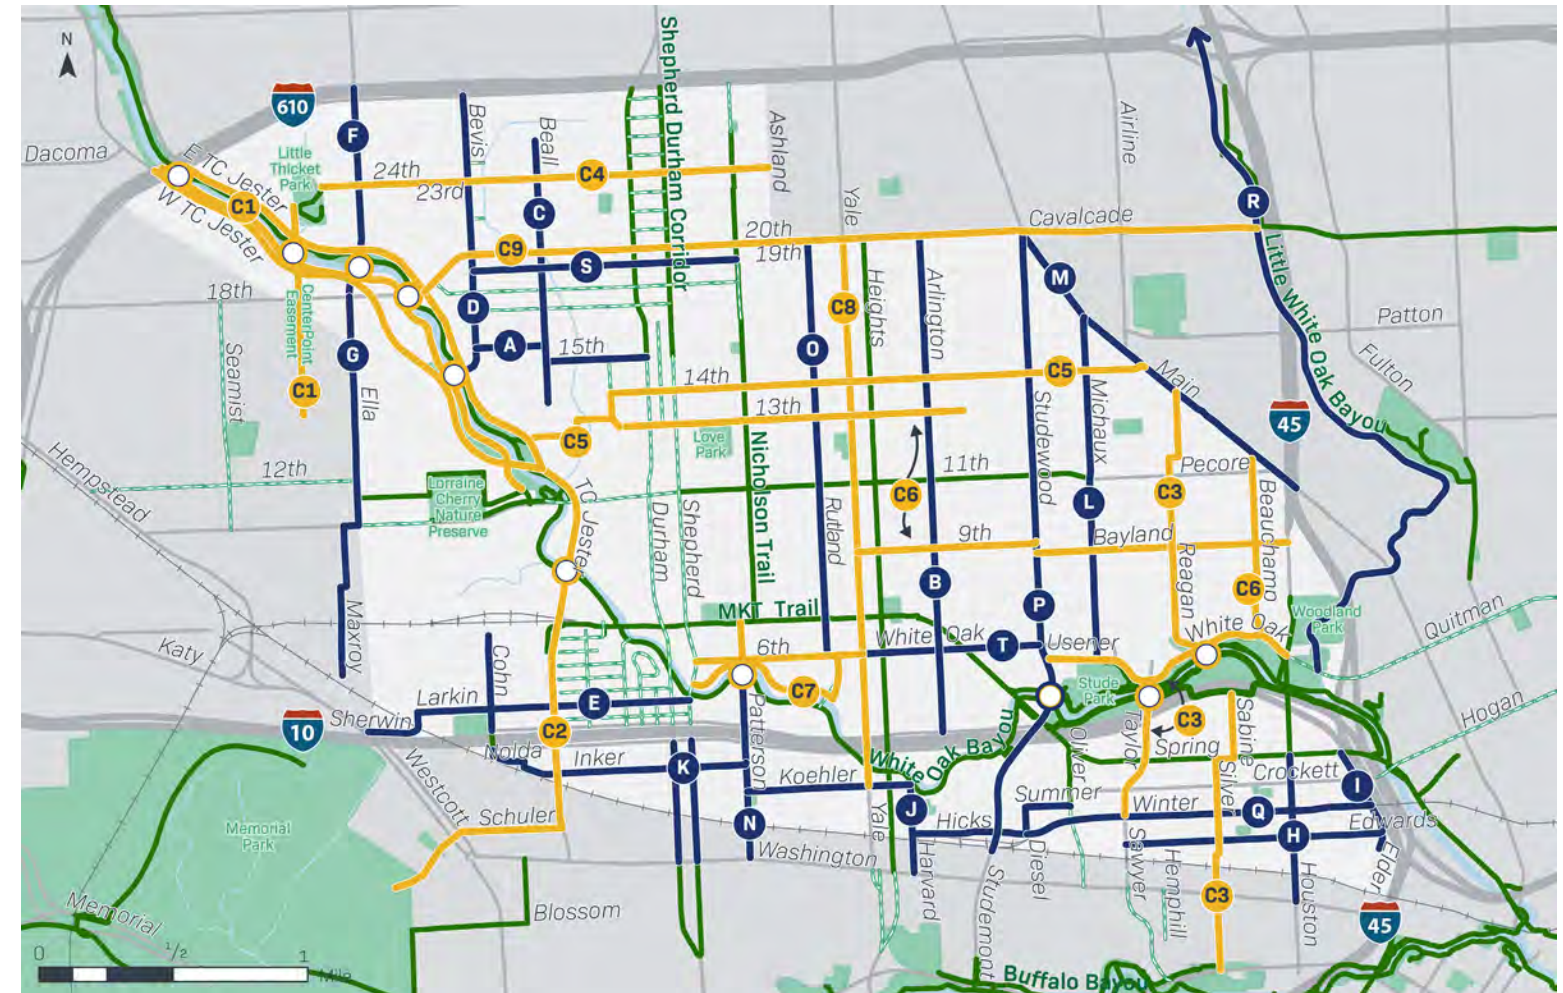 N
610
Dacoma
E TC Jester
W TC Jester
C1
Little
Thicket
Park
F
24th
23rd
Bevis
Beall
C4
C
Shepherd Durham Corridor
Ashland
Yale
Airline
Cavalcade
R
20th
19th
C9
S
18th
CenterPoint
Easement
D
A
15th
G
Ella
Seamist
C1
C8
Heights
Arlington
O
M
Little White Oak Bayou
Patton
Fulton
Main
45
14th
13th
C5
C5
Michaux
Studewood
Love
Park
Nicholson Trail
11th
Pecore
12th
Hempstead
Lorraine
Cherry
Nature
Preserve
TC Jester
Durham
Shepherd
Rutland
C6
L
C3
Beauchamp
9th
Bayland
Reagan
B
P
C6
Maxroy
Katy
MKT Trail
6th
White Oak
T
Usener
White Oak
Woodland
Park
Quitman
Hogan
Cohn
Larkin
Sherwin
E
C7
Stude
Park
C2
10
Nolda
Inker
K
Patterson
White Oak Bayou
Oliver
Taylor
C3
Spring
Sabine
Silver
Crockett
I
Koehler
Summer
Winter
Q
Edwards
Westcott
Schuler
Memorial
Park
N
Washington
J
Hicks
Yale
Harvard
Diesel
Sawyer
Hemphill
H
Houston
Elder
C3
45
Studemont
Blossom
Memorial
Buffalo Bayou
0
1/2
1
Mile